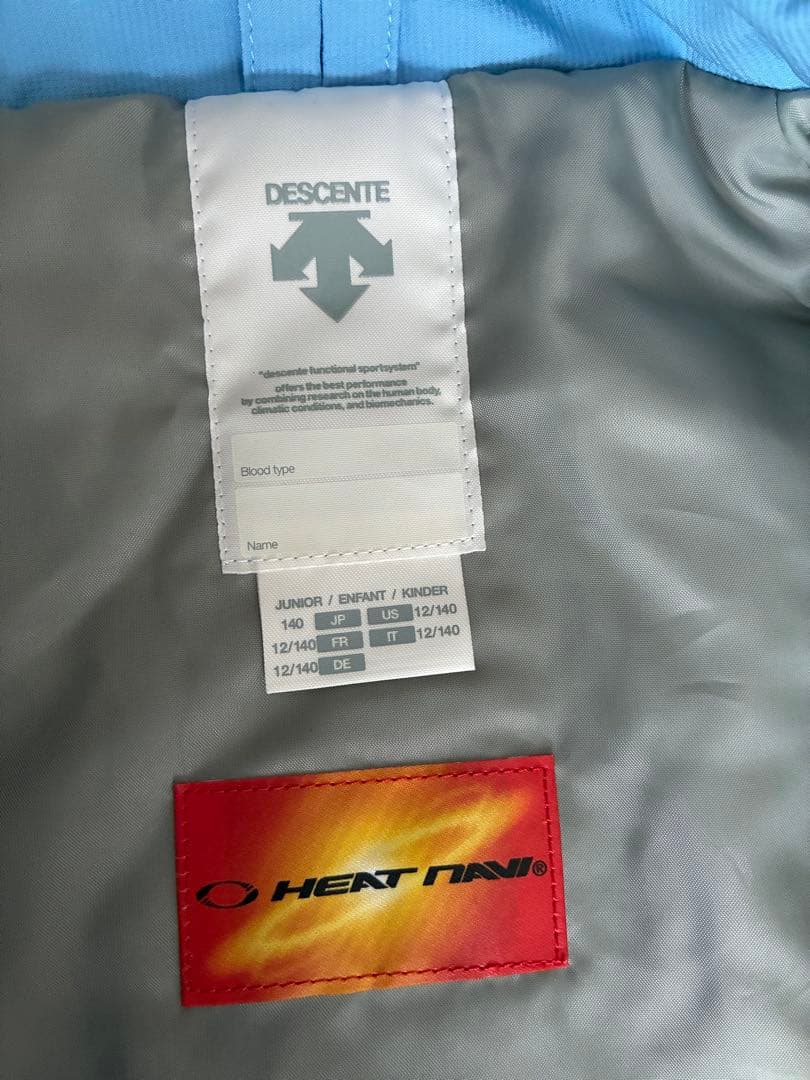 DESCENTE
"descente functional sportsystem"
offers the best performance
by combining research on the human body,
climatic conditions, and biomechanics.
Blood type
Name
JUNIOR / ENFANT / KINDER
140 JP US 12/140
12/140 FR IT 12/140
12/140 DE
HEAT NAVI®